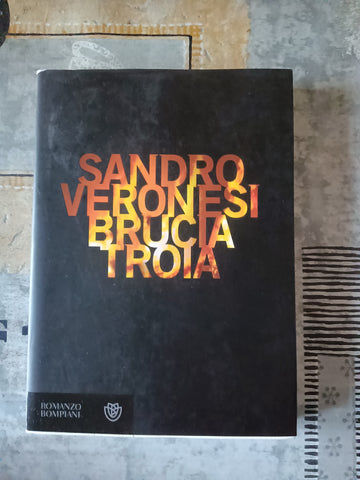 SANDRO
VERONESI
BRUCIA
TROIA
ROMANZO
BOMPIANI